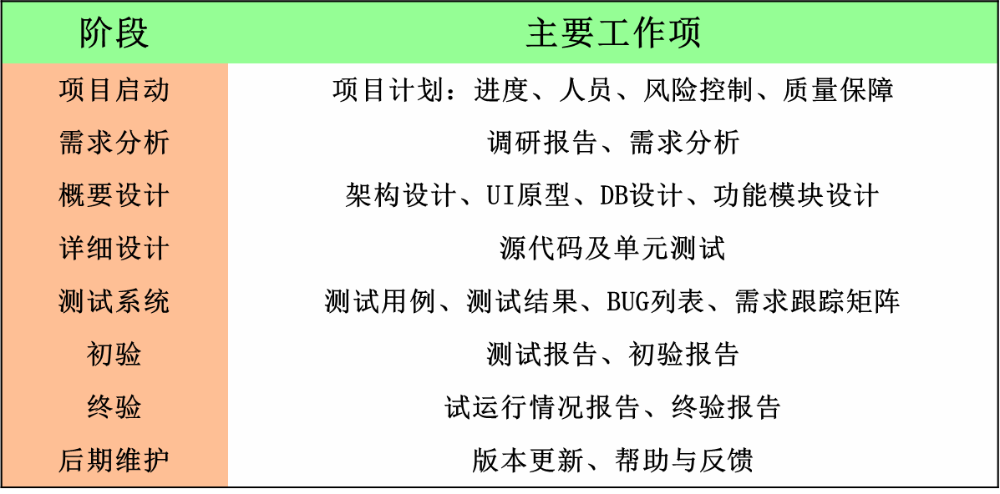 阶段 主要工作项
项目启动 项目计划：进度、人员、风险控制、质量保障
需求分析 调研报告、需求分析
概要设计 架构设计、UI原型、DB设计、功能模块设计
详细设计 源代码及单元测试
测试系统 测试用例、测试结果、BUG列表、需求跟踪矩阵
初验 测试报告、初验报告
终验 试运行情况报告、终验报告
后期维护 版本更新、帮助与反馈